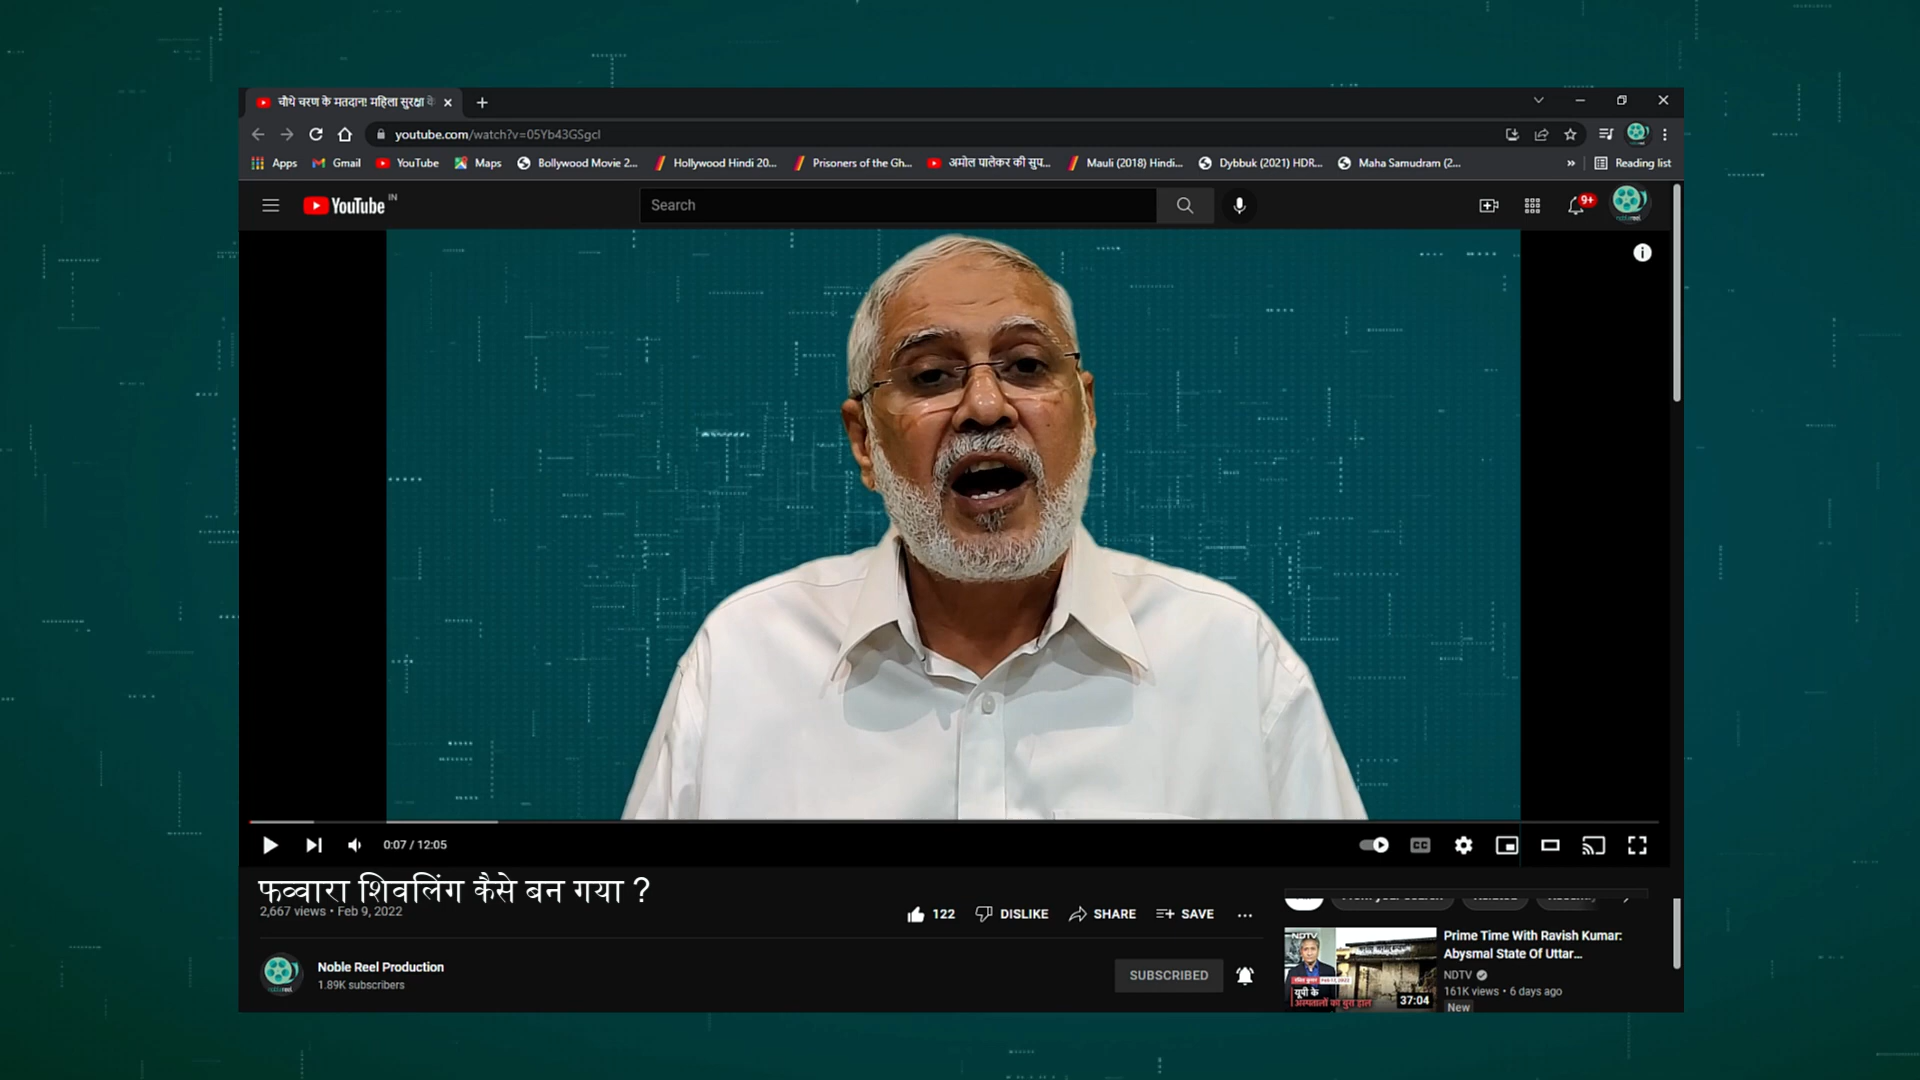 चौथे चरण के मतदान! महिला सुरक्षा के
youtube.com/watch?v=05Yb43GSgcI
Apps Gmail YouTube Maps Bollywood Movie 2... Hollywood Hindi 20... Prisoners of the Gh... अमोल पालेकर की सुप... Mauli (2018) Hindi... Dybbuk (2021) HDR... Maha Samudram (2... » Reading list
YouTube IN Search 9+
0:07 / 12:05 CC
फव्वारा शिवलिंग कैसे बन गया ?
2,667 views • Feb 9, 2022 122 DISLIKE SHARE SAVE ...
Noble Reel Production
1.89K subscribers
SUBSCRIBED
NDTV
यूपी के
अस्पतालों का बुरा हाल
37:04
Prime Time With Ravish Kumar:
Abysmal State Of Uttar...
NDTV
161K views • 6 days ago
New